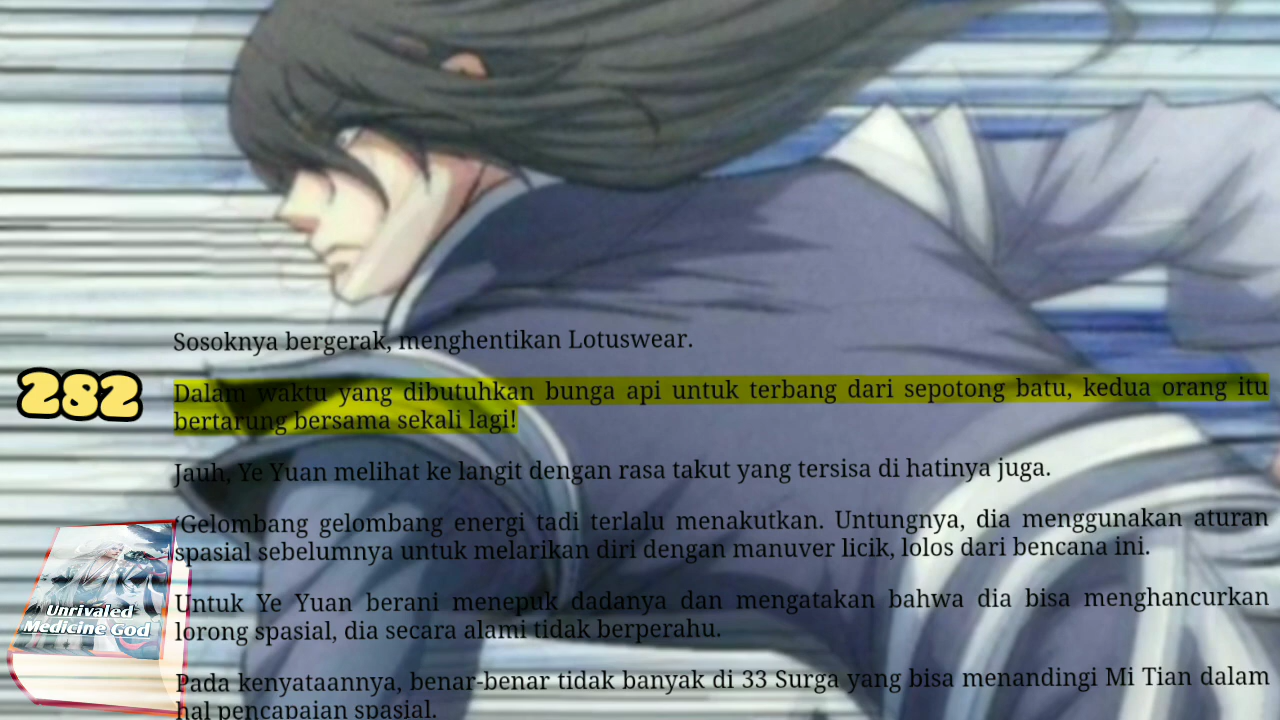 Sosoknya bergerak, menghentikan Lotuswear.
282
Dalam waktu yang dibutuhkan bunga api untuk terbang dari sepotong batu, kedua orang itu
bertarung bersama sekali lagi!
Jauh, Ye Yuan melihat ke langit dengan rasa takut yang tersisa di hatinya juga.
‘Gelombang gelombang energi tadi terlalu menakutkan. Untungnya, dia menggunakan aturan
spasial sebelumnya untuk melarikan diri dengan manuver licik, lolos dari bencana ini.
Untuk Ye Yuan berani menepuk dadanya dan mengatakan bahwa dia bisa menghancurkan
lorong spasial, dia secara alami tidak berperahu.
Unrivaled
Medicine God
Pada kenyataannya, benar-benar tidak banyak di 33 Surga yang bisa menandingi Mi Tian dalam
hal pencapaian spasial.